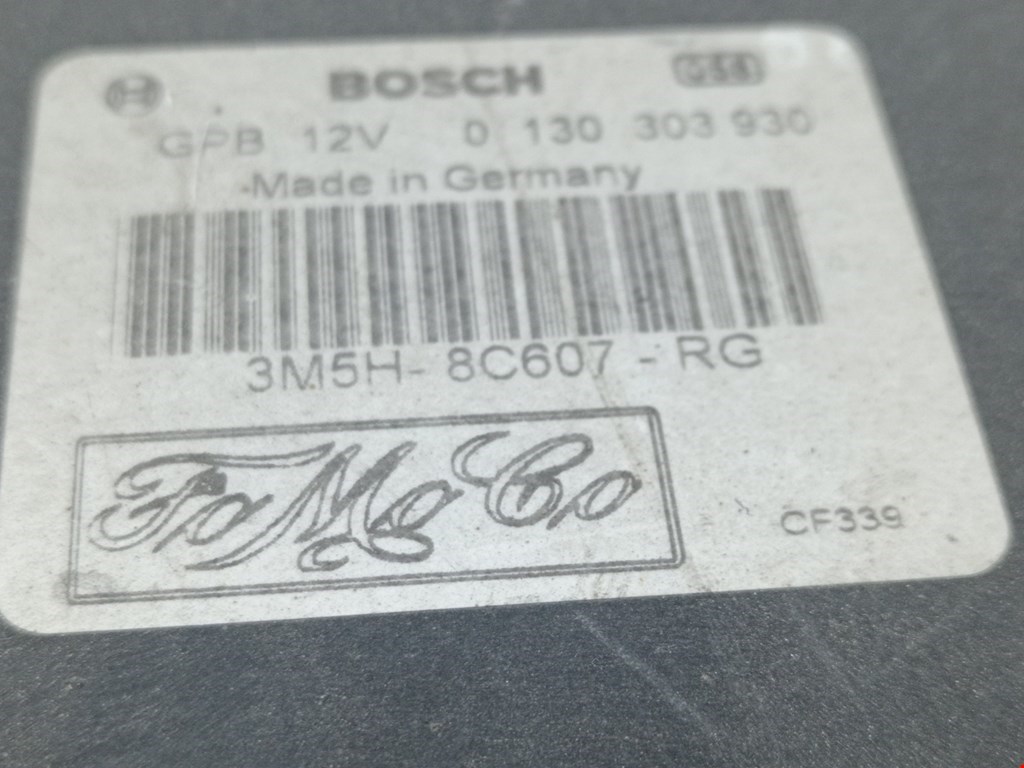 BOSCH
GPB 12V 0 130 303 930
Made in Germany
3M5H- 8C607 - RG
FoMoCo
CF339